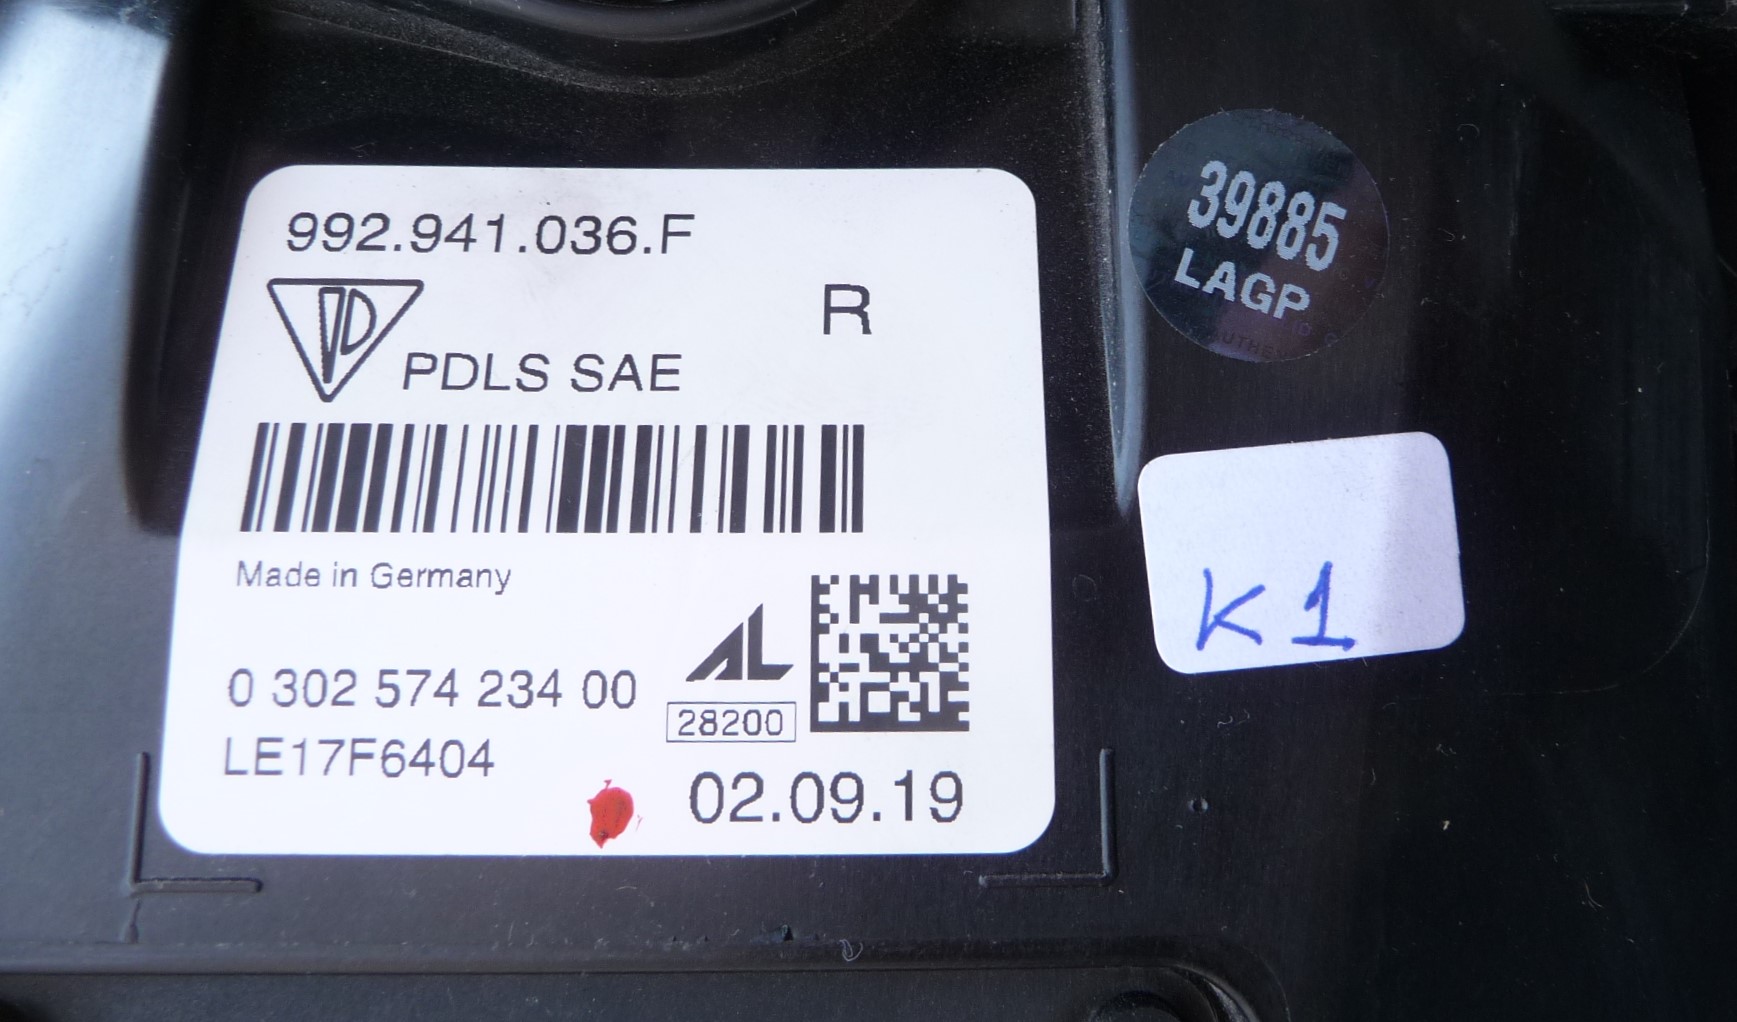 992.941.036.F
R
PDLS SAE
Made in Germany
0 302 574 234 00
AL
28200
LE17F6404
02.09.19
39885
LAGP
K1